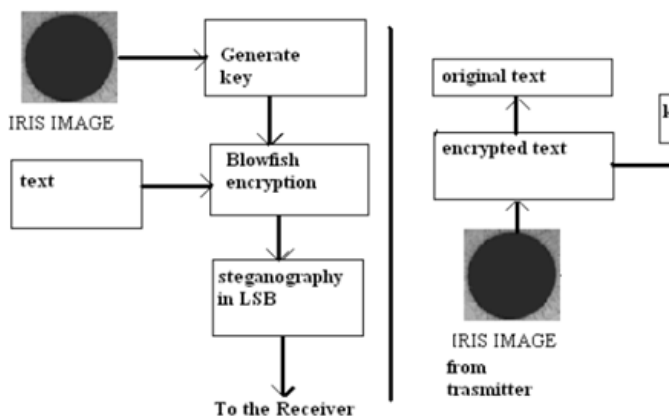 Generate
key
IRIS IMAGE
Blowfish
encryption
text
steganography
in LSB
To the Receiver
original text
encrypted text
IRIS IMAGE
from
trasmitter